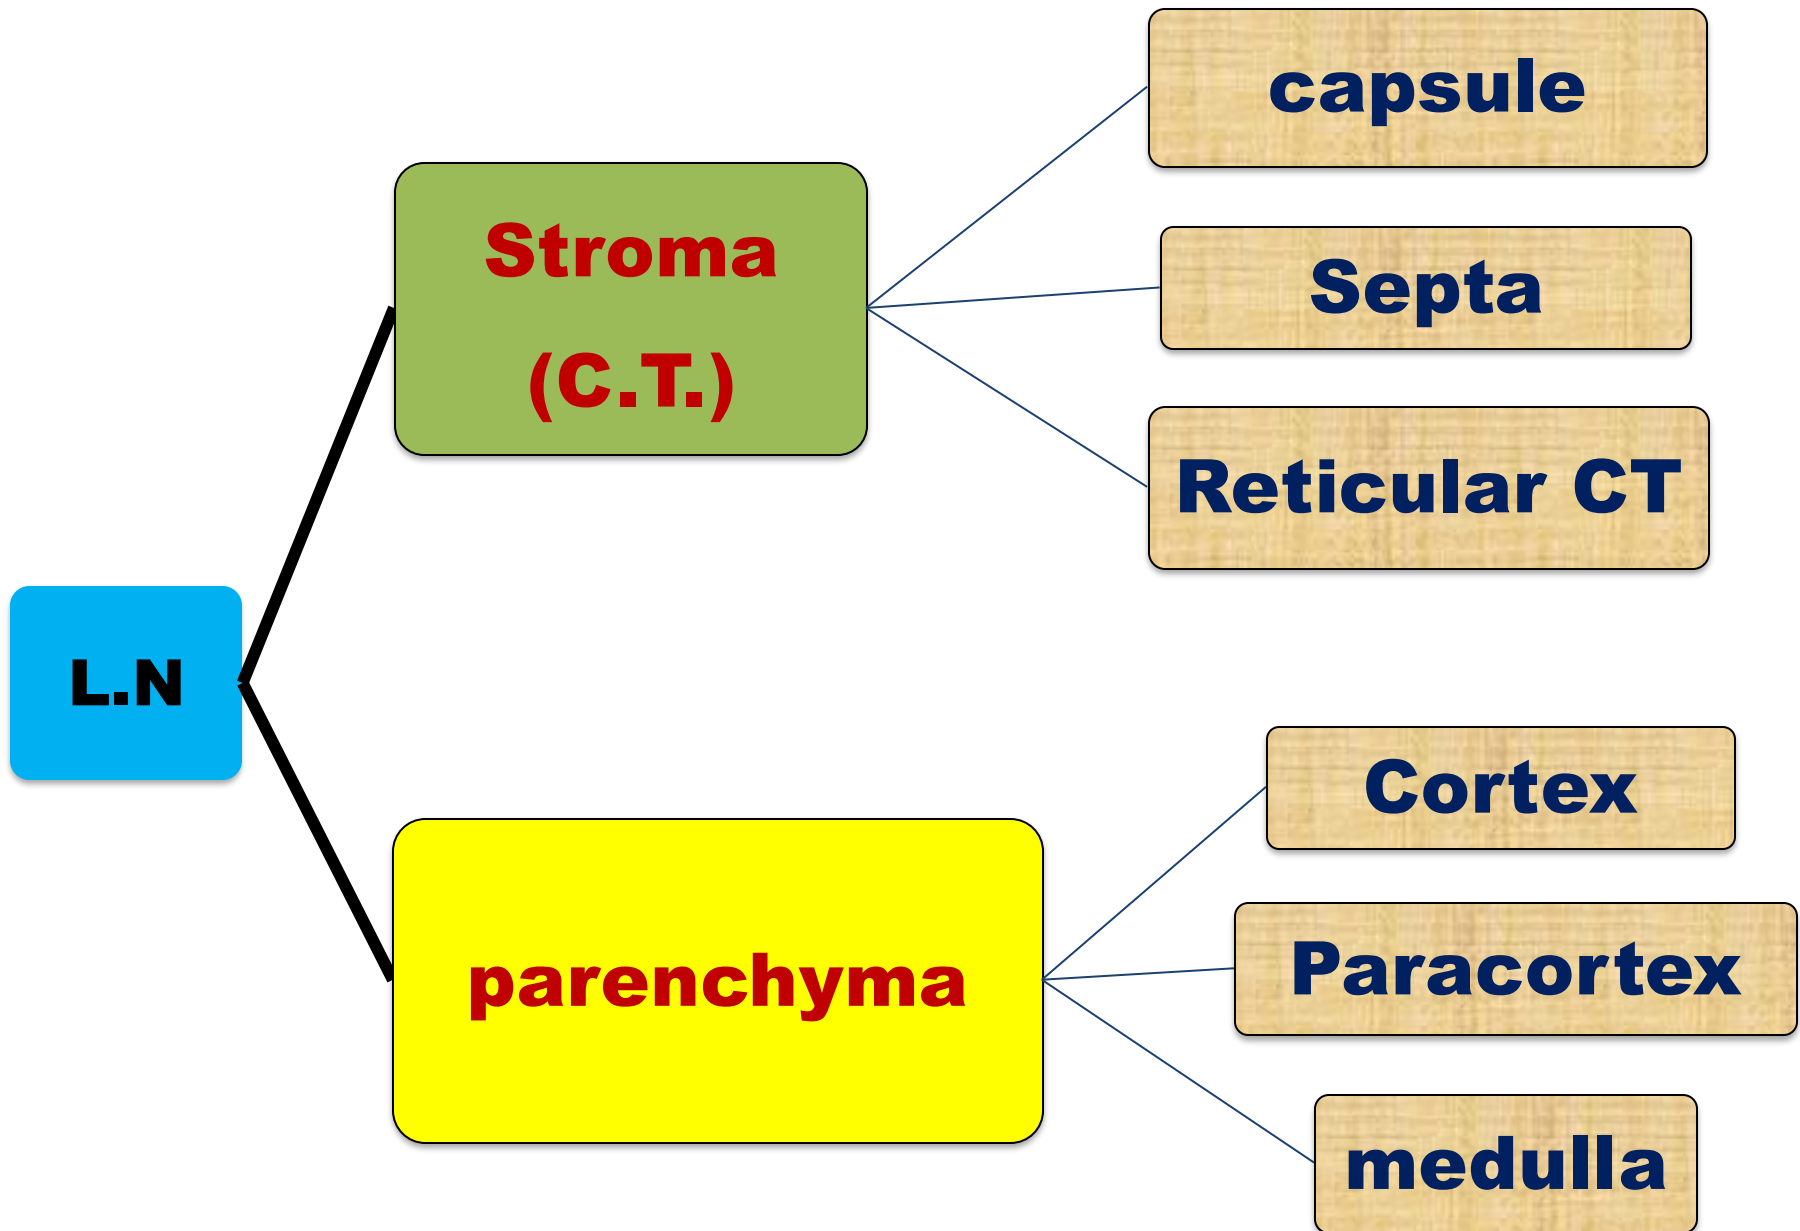 L.N
Stroma
(C.T.)
capsule
Septa
Reticular CT
parenchyma
Cortex
Paracortex
medulla